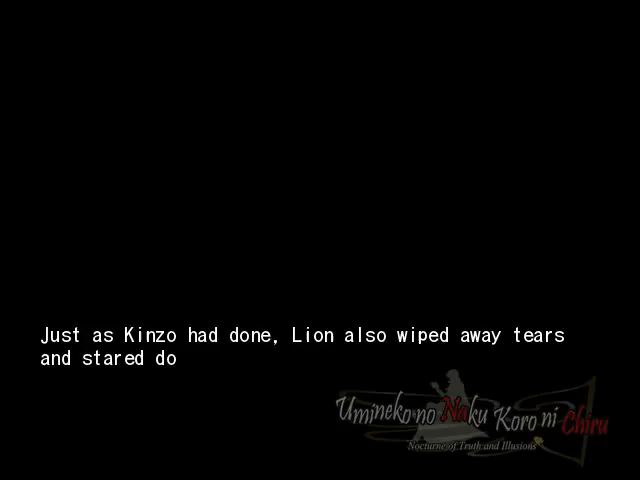 Just as Kinzo had done, Lion also wiped away tears
and stared do
Umineko no Naku Koro ni Chiru
Nocturne of Truth and Illusions